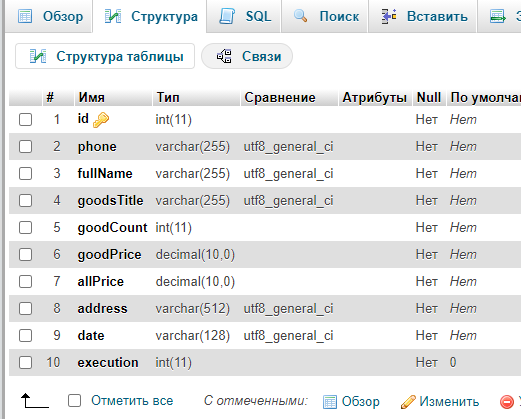 Обзор Структура SQL Поиск Вставить
Структура таблицы Связи
# Имя Тип Сравнение Атрибуты Null По умолча
1 id int(11) Нет Нет
2 phone varchar(255) utf8_general_ci Нет Нет
3 fullName varchar(255) utf8_general_ci Нет Нет
4 goodsTitle varchar(255) utf8_general_ci Нет Нет
5 goodCount int(11) Нет Нет
6 goodPrice decimal(10,0) Нет Нет
7 allPrice decimal(10,0) Нет Нет
8 address varchar(512) utf8_general_ci Нет Нет
9 date varchar(128) utf8_general_ci Нет Нет
10 execution int(11) Нет 0
Отметить все С отмеченными: Обзор Изменить